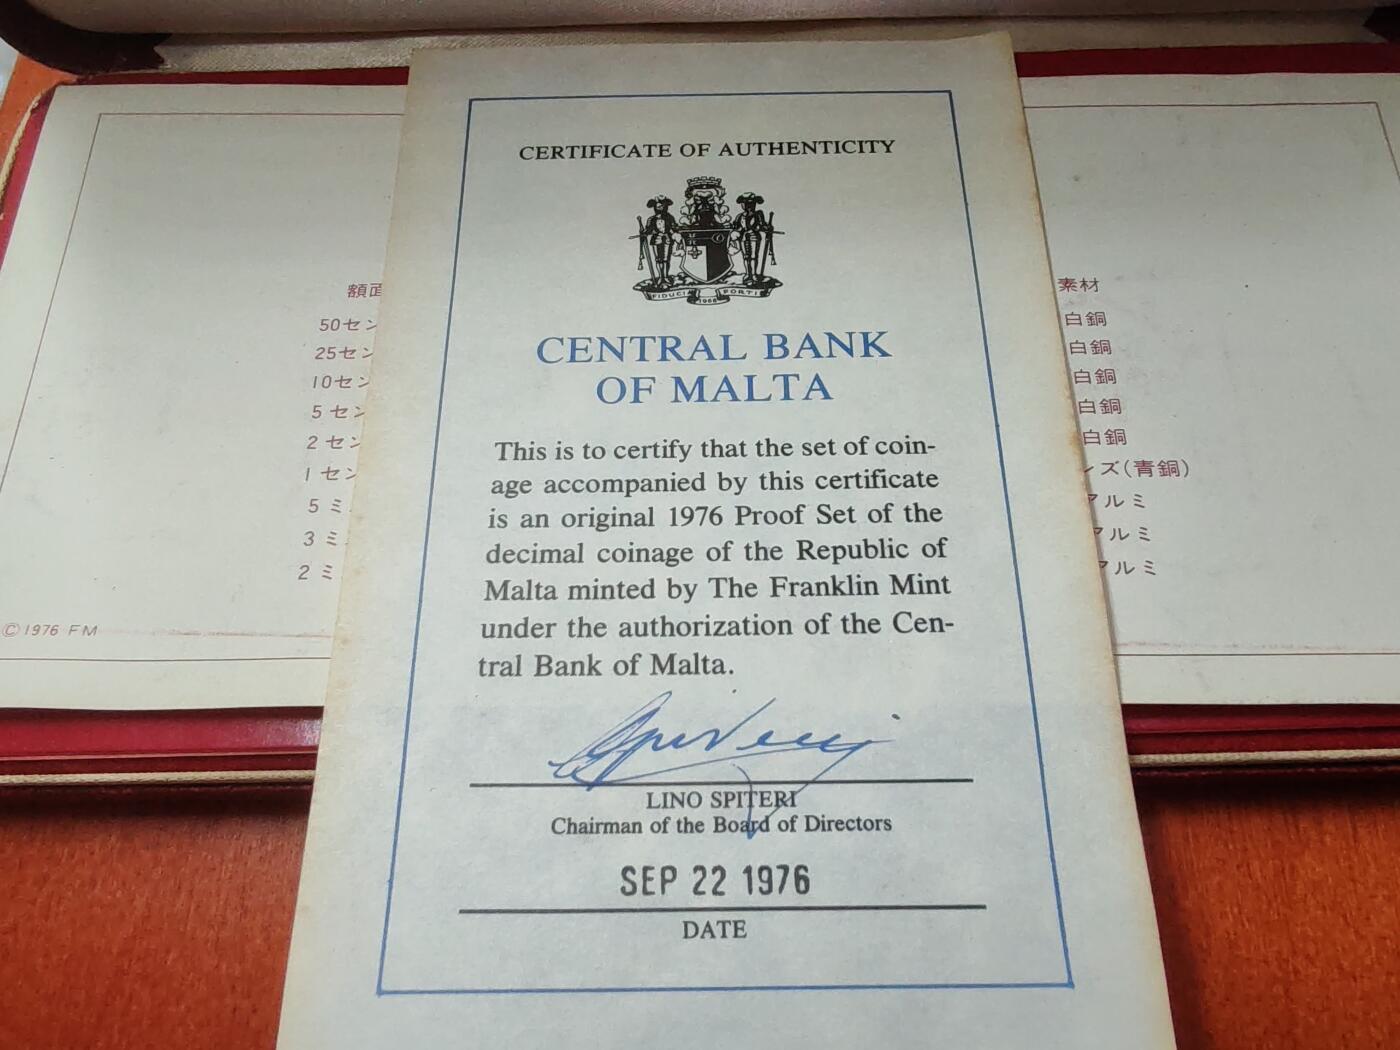 CERTIFICATE OF AUTHENTICITY
FIDUCIA 1968 FORTIS
CENTRAL BANK
OF MALTA
This is to certify that the set of coin-
age accompanied by this certificate
is an original 1976 Proof Set of the
decimal coinage of the Republic of
Malta minted by The Franklin Mint
under the authorization of the Cen-
tral Bank of Malta.
LINO SPITERI
Chairman of the Board of Directors
SEP 22 1976
DATE
額面
50セン
25セン
10セン
5セン
2セン
1セン
5ミ
3ミ
2ミ
©1976 FM
素材
白銅
白銅
白銅
白銅
白銅
ンズ(青銅)
アルミ
アルミ
アルミ